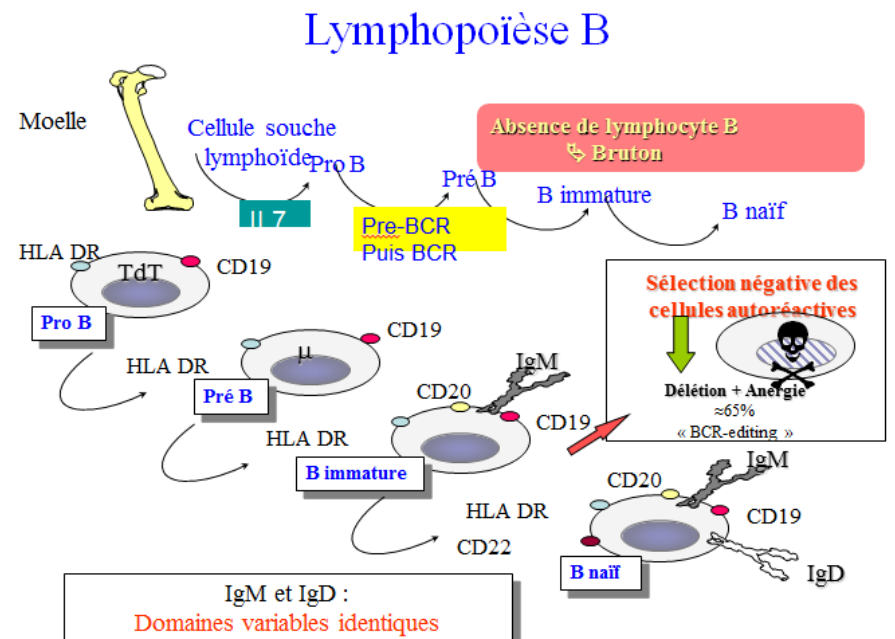 Lymphopoïèse B
Moelle
Cellule souche
lymphoïde
Pro B
Pré B
B immature
B naïf
Absence de lymphocyte B
⮱ Bruton
IL7
Pre-BCR
Puis BCR
HLA DR
TdT
CD19
Pro B
HLA DR
µ
CD19
Pré B
HLA DR
CD20
IgM
CD19
B immature
HLA DR
CD22
CD20
IgM
CD19
IgD
B naïf
Sélection négative des
cellules autoréactives
Délétion + Anergie
≈65%
« BCR-editing »
IgM et IgD :
Domaines variables identiques